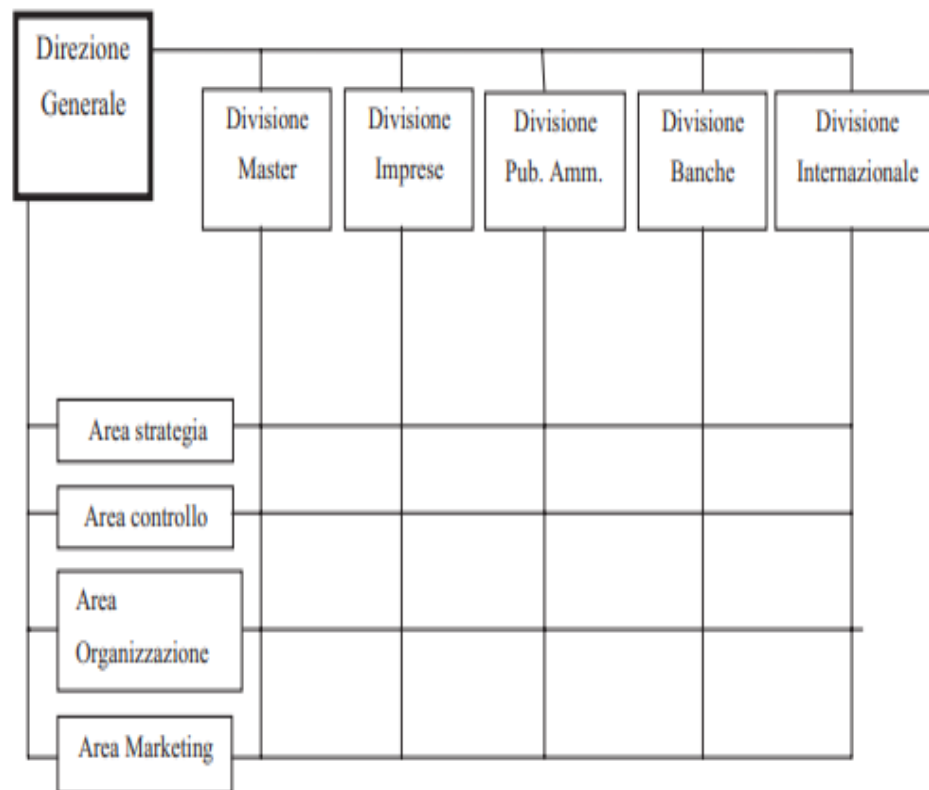 Direzione
Generale
Divisione
Master
Divisione
Imprese
Divisione
Pub. Amm.
Divisione
Banche
Divisione
Internazionale
Area strategia
Area controllo
Area
Organizzazione
Area Marketing